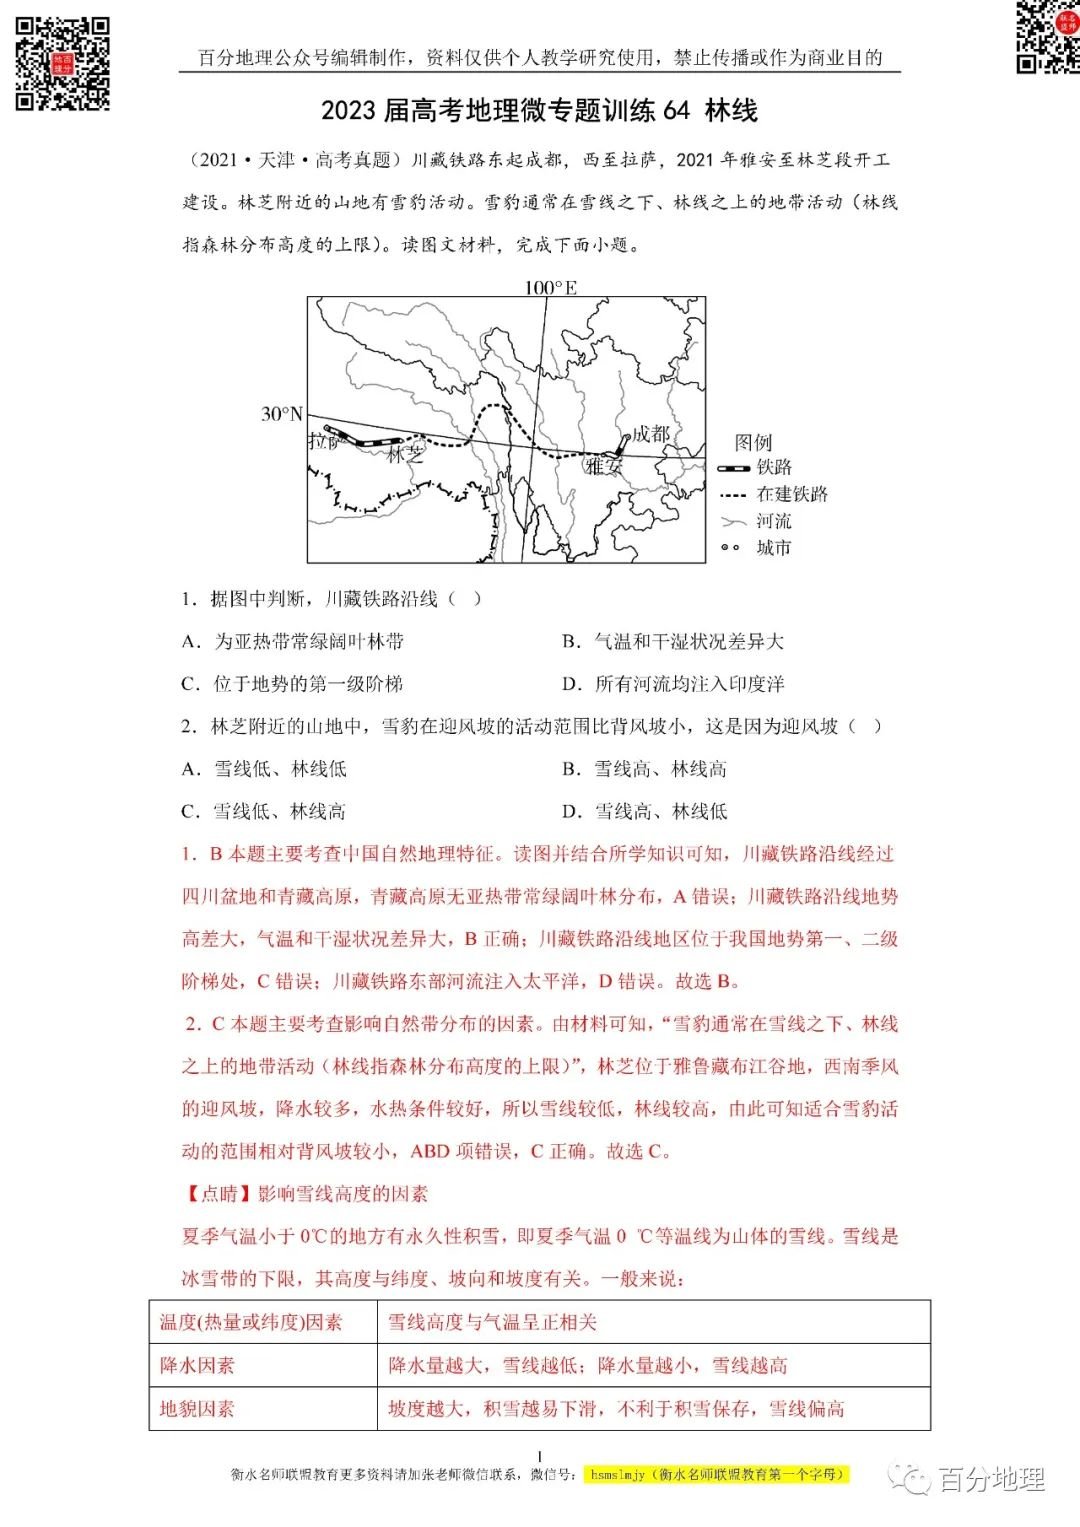 百分地理公众号编辑制作，资料仅供个人教学研究使用，禁止传播或作为商业目的
2023 届高考地理微专题训练 64 林线
（2021·天津·高考真题）川藏铁路东起成都，西至拉萨，2021 年雅安至林芝段开工
建设。林芝附近的山地有雪豹活动。雪豹通常在雪线之下、林线之上的地带活动（林线
指森林分布高度的上限）。读图文材料，完成下面小题。
100°E
30°N
拉萨
林芝
成都
雅安
图例
铁路
在建铁路
河流
城市
1．据图中判断，川藏铁路沿线（ ）
A．为亚热带常绿阔叶林带 B．气温和干湿状况差异大
C．位于地势的第一级阶梯 D．所有河流均注入印度洋
2．林芝附近的山地中，雪豹在迎风坡的活动范围比背风坡小，这是因为迎风坡（ ）
A．雪线低、林线低 B．雪线高、林线高
C．雪线低、林线高 D．雪线高、林线低
1．B 本题主要考查中国自然地理特征。读图并结合所学知识可知，川藏铁路沿线经过
四川盆地和青藏高原，青藏高原无亚热带常绿阔叶林分布，A 错误；川藏铁路沿线地势
高差大，气温和干湿状况差异大，B 正确；川藏铁路沿线地区位于我国地势第一、二级
阶梯处，C 错误；川藏铁路东部河流注入太平洋，D 错误。故选 B。
2．C 本题主要考查影响自然带分布的因素。由材料可知，“雪豹通常在雪线之下、林线
之上的地带活动（林线指森林分布高度的上限）”，林芝位于雅鲁藏布江谷地，西南季风
的迎风坡，降水较多，水热条件较好，所以雪线较低，林线较高，由此可知适合雪豹活
动的范围相对背风坡较小，ABD 项错误，C 正确。故选 C。
【点睛】影响雪线高度的因素
夏季气温小于 0℃的地方有永久性积雪，即夏季气温 0 ℃等温线为山体的雪线。雪线是
冰雪带的下限，其高度与纬度、坡向和坡度有关。一般来说：
温度(热量或纬度)因素 雪线高度与气温呈正相关
降水因素 降水量越大，雪线越低；降水量越小，雪线越高
地貌因素 坡度越大，积雪越易下滑，不利于积雪保存，雪线偏高
1
衡水名师联盟教育更多资料请加张老师微信联系，微信号： hsmslmjy（衡水名师联盟教育第一个字母）
百分地理